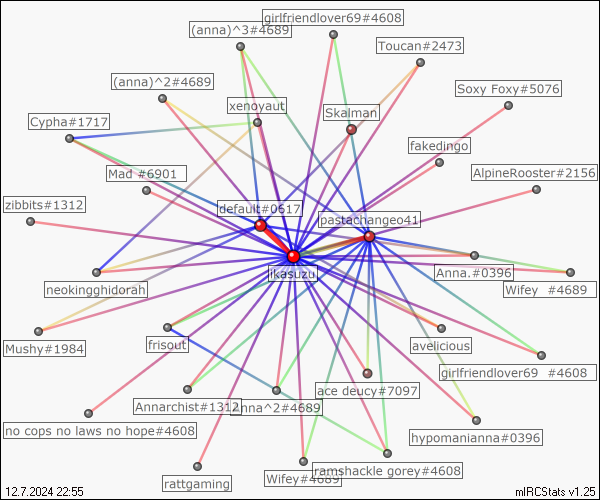 girlfriendlover69#4608
(anna)^3#4689
Toucan#2473
(anna)^2#4689
Soxy Foxy#5076
xenoyaut
Skalman
Cypha#1717
fakedingo
Mad #6901
AlpineRooster#2156
zibbits#1312
default#0617
pastachangeo41
likasuzu
Anna.#0396
neokingghidorah
Wifey #4689
Mushy#1984
frisout
avelicious
girlfriendlover69 #4608
ace deucy#7097
Annarchist#1312
Anna^2#4689
no cops no laws no hope#4608
hypomanianna#0396
rattgaming
Wifey#4689
ramshackle gorey#4608
12.7.2024 22:55
mIRCStats v1.25